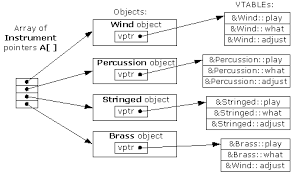 Objects:
VTABLEs:
Array of
Instrument
pointers A[ ]
Wind object
vptr
&Wind::play
&Wind::what
&Wind::adjust
Percussion object
vptr
&Percussion::play
&Percussion::what
&Percussion::adjust
Stringed object
vptr
&Stringed::play
&Stringed::what
&Stringed::adjust
Brass object
vptr
&Brass::play
&Brass::what
&Brass::adjust